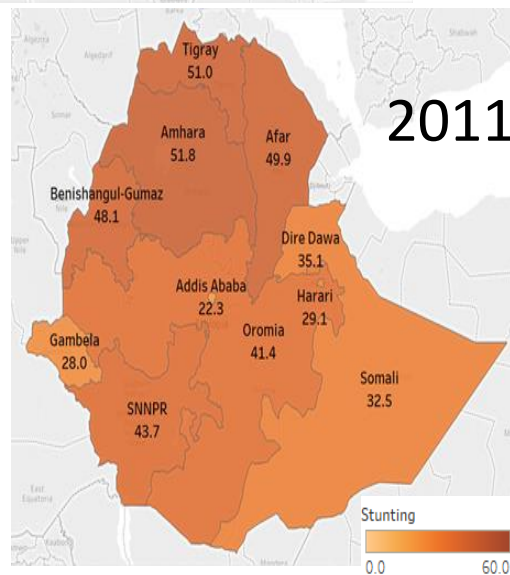 Tigray
51.0
2011
Amhara
51.8
Afar
49.9
Benishangul-Gumaz
48.1
Dire Dawa
35.1
Addis Ababa
22.3
Harari
29.1
Gambela
28.0
Oromia
41.4
Somali
32.5
SNNPR
43.7
East
Equatoria
Stunting
0.0
60.0